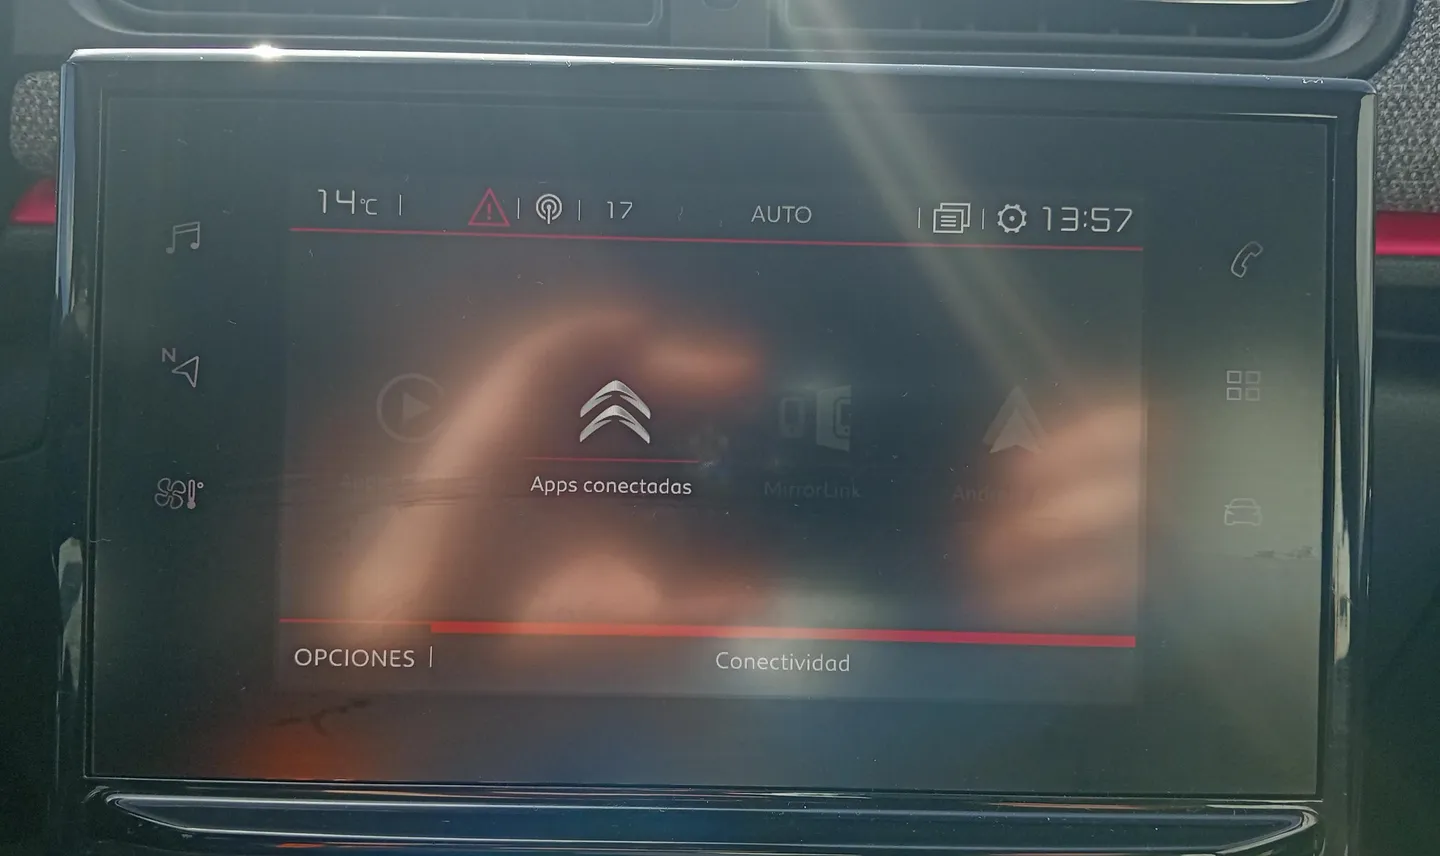 14°C 17 AUTO 13:57
N
Apps conectadas MirrorLink
OPCIONES Conectividad